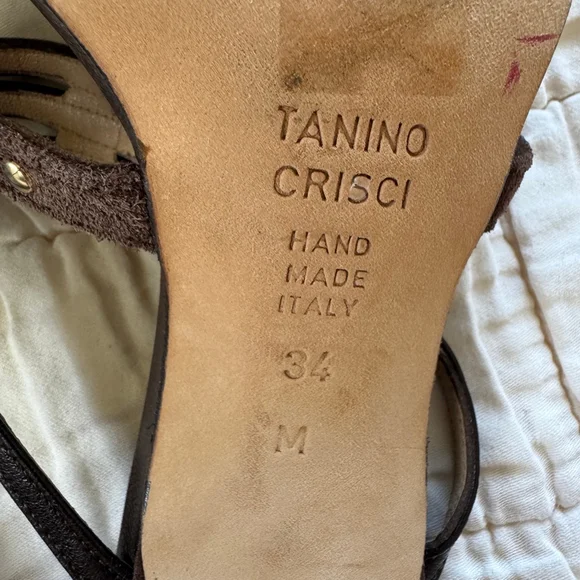 TANINO
CRISCI
HAND
MADE
ITALY
34
M